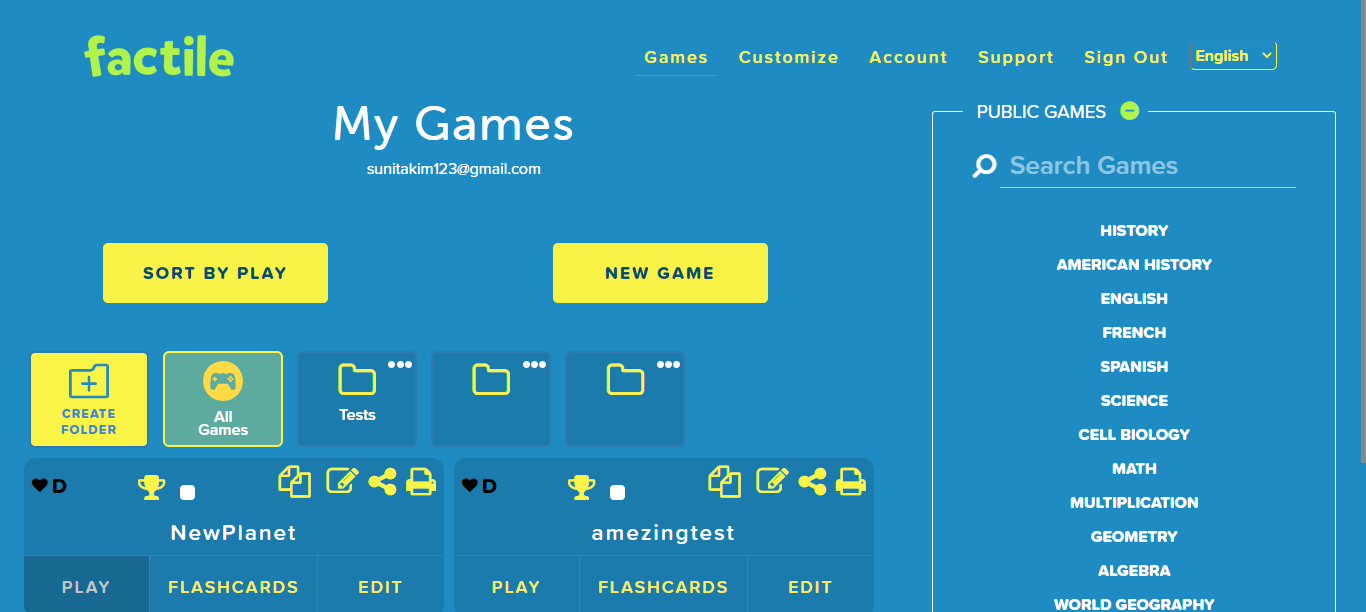 factile
Games Customize Account Support Sign Out English
My Games
sunitakim123@gmail.com
SORT BY PLAY
NEW GAME
CREATE
FOLDER
All
Games
Tests
D
NewPlanet
PLAY FLASHCARDS EDIT
D
amezingtest
PLAY FLASHCARDS EDIT
PUBLIC GAMES
Search Games
HISTORY
AMERICAN HISTORY
ENGLISH
FRENCH
SPANISH
SCIENCE
CELL BIOLOGY
MATH
MULTIPLICATION
GEOMETRY
ALGEBRA
WORLD GEOGRAPHY